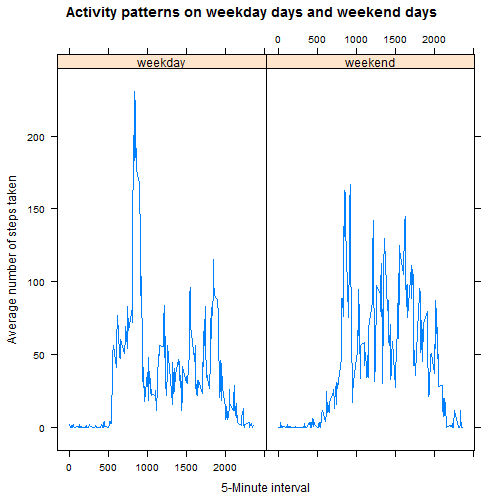 Activity patterns on weekday days and weekend days
0 500 1000 1500 2000
weekday weekend
200
150
100
50
0
Average number of steps taken
0 500 1000 1500 2000
5-Minute interval